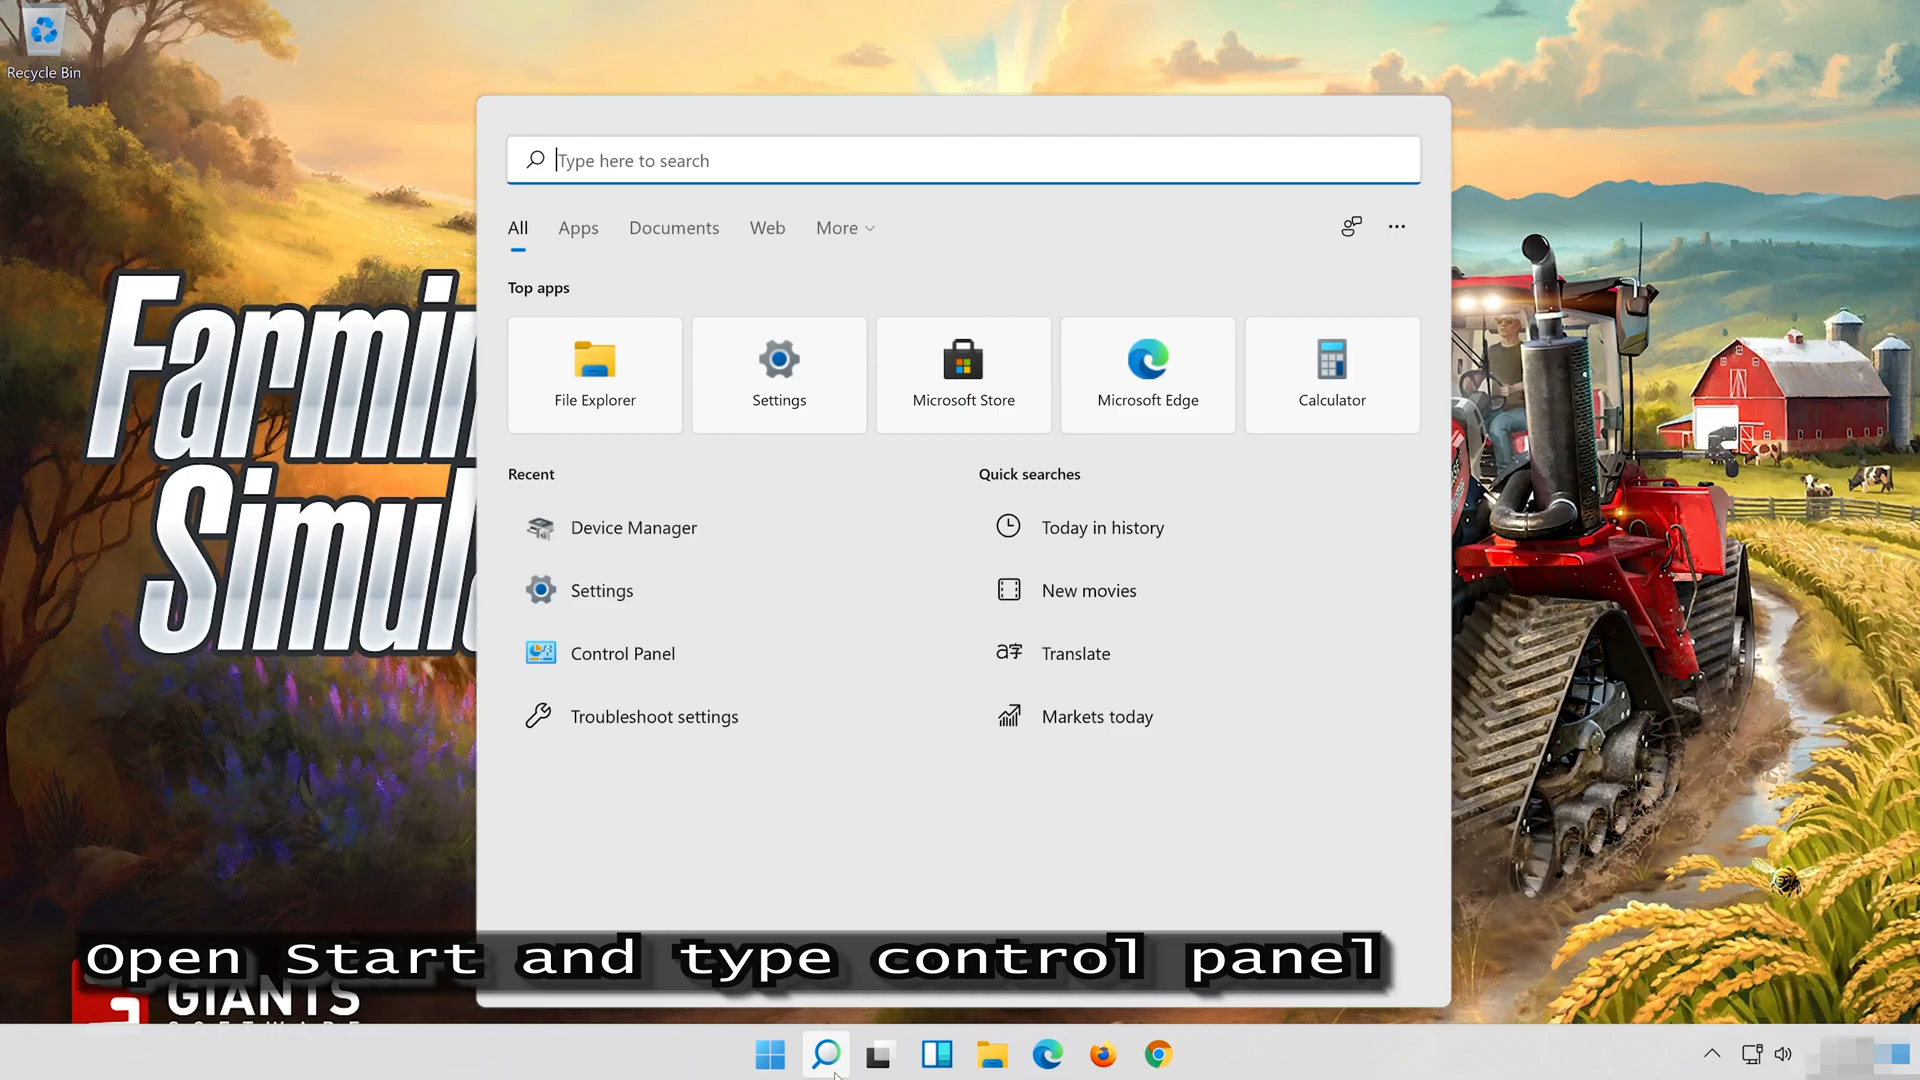 Recycle Bin
Type here to search
All
Apps
Documents
Web
More
Top apps
File Explorer
Settings
Microsoft Store
Microsoft Edge
Calculator
Recent
Quick searches
Device Manager
Today in history
Settings
New movies
Control Panel
Translate
Troubleshoot settings
Markets today
Open Start and type control panel
GIANTS